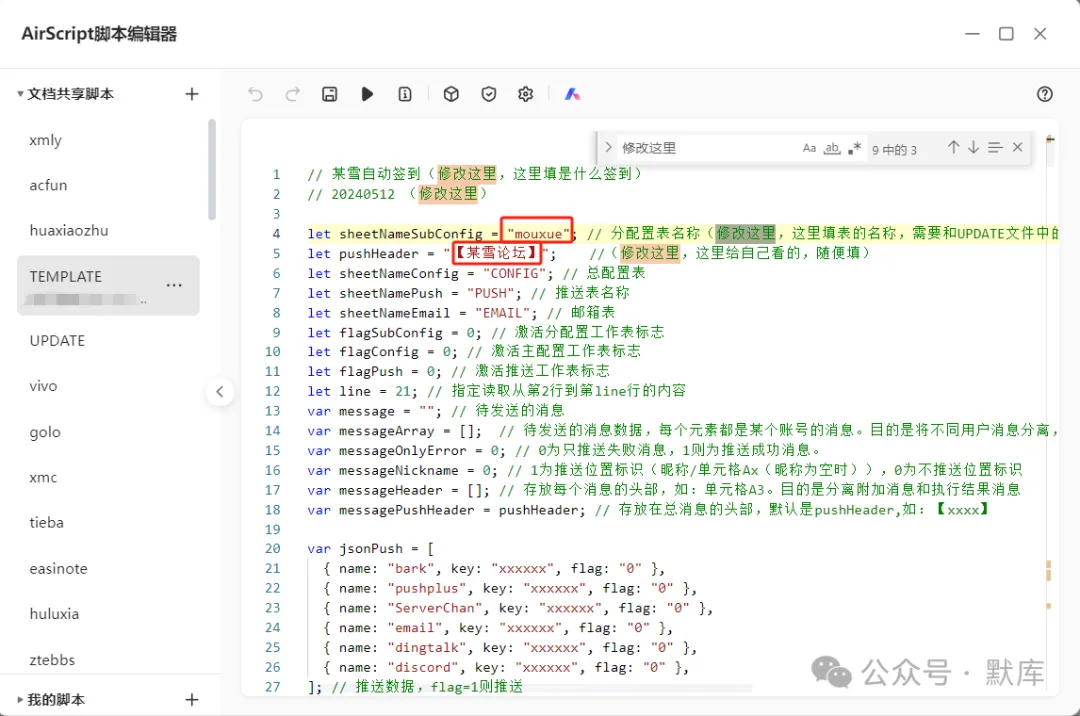 AirScript脚本编辑器
文档共享脚本
xmly
acfun
huaxiaozhu
TEMPLATE
UPDATE
vivo
golo
xmc
tieba
easinote
huluxia
ztebbs
我的脚本
修改这里
Aa ab .*
9 中的 3
1 // 某雪自动签到（修改这里，这里填是什么签到）
2 // 20240512 （修改这里）
3
4 let sheetNameSubConfig = "mouxue"; // 分配置表名称（修改这里，这里填表的名称，需要和UPDATE文件中的
5 let pushHeader = "【某雪论坛】"; //（修改这里，这里给自己看的，随便填）
6 let sheetNameConfig = "CONFIG"; // 总配置表
7 let sheetNamePush = "PUSH"; // 推送表名称
8 let sheetNameEmail = "EMAIL"; // 邮箱表
9 let flagSubConfig = 0; // 激活分配置工作表标志
10 let flagConfig = 0; // 激活主配置工作表标志
11 let flagPush = 0; // 激活推送工作表标志
12 let line = 21; // 指定读取从第2行到第line行的内容
13 var message = ""; // 待发送的消息
14 var messageArray = []; // 待发送的消息数据，每个元素都是某个账号的消息。目的是将不同用户消息分离，
15 var messageOnlyError = 0; // 0为只推送失败消息，1则为推送成功消息。
16 var messageNickname = 0; // 1为推送位置标识（昵称/单元格Ax（昵称为空时）），0为不推送位置标识
17 var messageHeader = []; // 存放每个消息的头部，如：单元格A3。目的是分离附加消息和执行结果消息
18 var messagePushHeader = pushHeader; // 存放在总消息的头部，默认是pushHeader,如：【xxxx】
19
20 var jsonPush = [
21 { name: "bark", key: "xxxxxx", flag: "0" },
22 { name: "pushplus", key: "xxxxxx", flag: "0" },
23 { name: "ServerChan", key: "xxxxxx", flag: "0" },
24 { name: "email", key: "xxxxxx", flag: "0" },
25 { name: "dingtalk", key: "xxxxxx", flag: "0" },
26 { name: "discord", key: "xxxxxx", flag: "0" },
27 ]; // 推送数据，flag=1则推送
公众号 · 默库